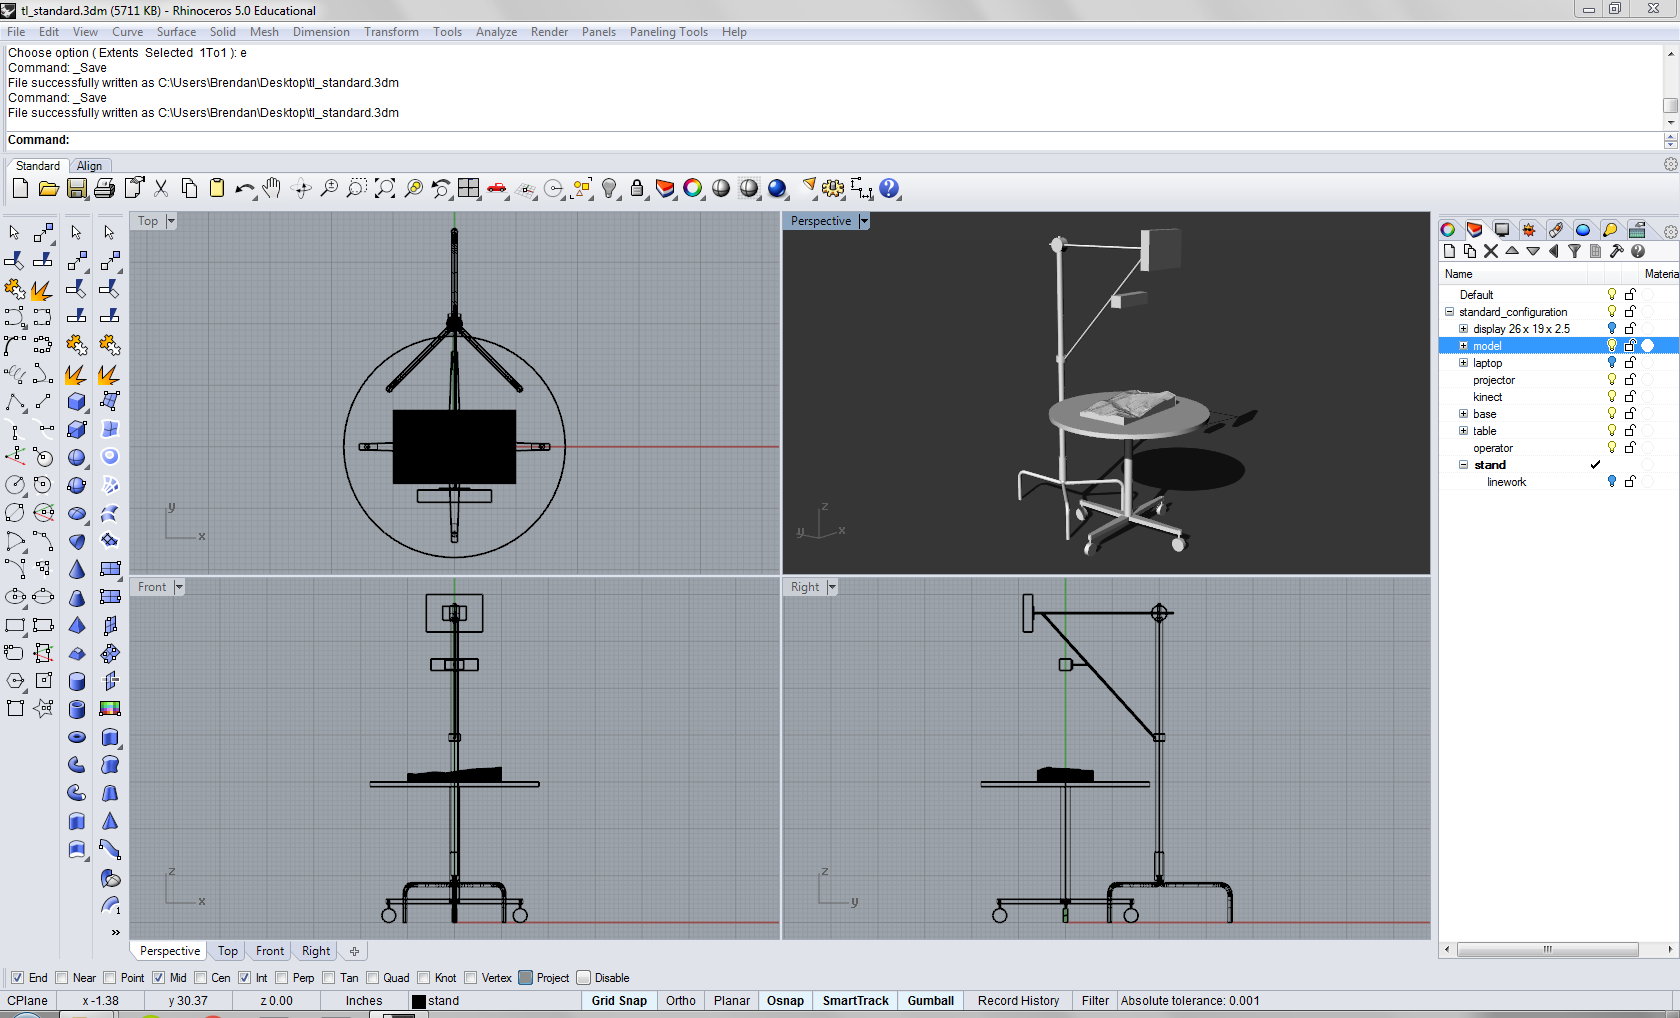 tl_standard.3dm (5711 KB) - Rhinoceros 5.0 Educational
File Edit View Curve Surface Solid Mesh Dimension Transform Tools Analyze Render Panels Paneling Tools Help
Choose option ( Extents Selected 1To1 ): e
Command: _Save
File successfully written as C:\Users\Brendan\Desktop\tl_standard.3dm
Command: _Save
File successfully written as C:\Users\Brendan\Desktop\tl_standard.3dm
Command:
Standard Align
Top
y
x
Perspective
z
y
x
Front
z
x
Right
z
y
Name Materia
Default
standard_configuration
display 26 x 19 x 2.5
model
laptop
projector
kinect
base
table
operator
stand
linework
Perspective Top Front Right
End Near Point Mid Cen Int Perp Tan Quad Knot Vertex Project Disable
CPlane x -1.38 y 30.37 z 0.00 Inches stand Grid Snap Ortho Planar Osnap SmartTrack Gumball Record History Filter Absolute tolerance: 0.001